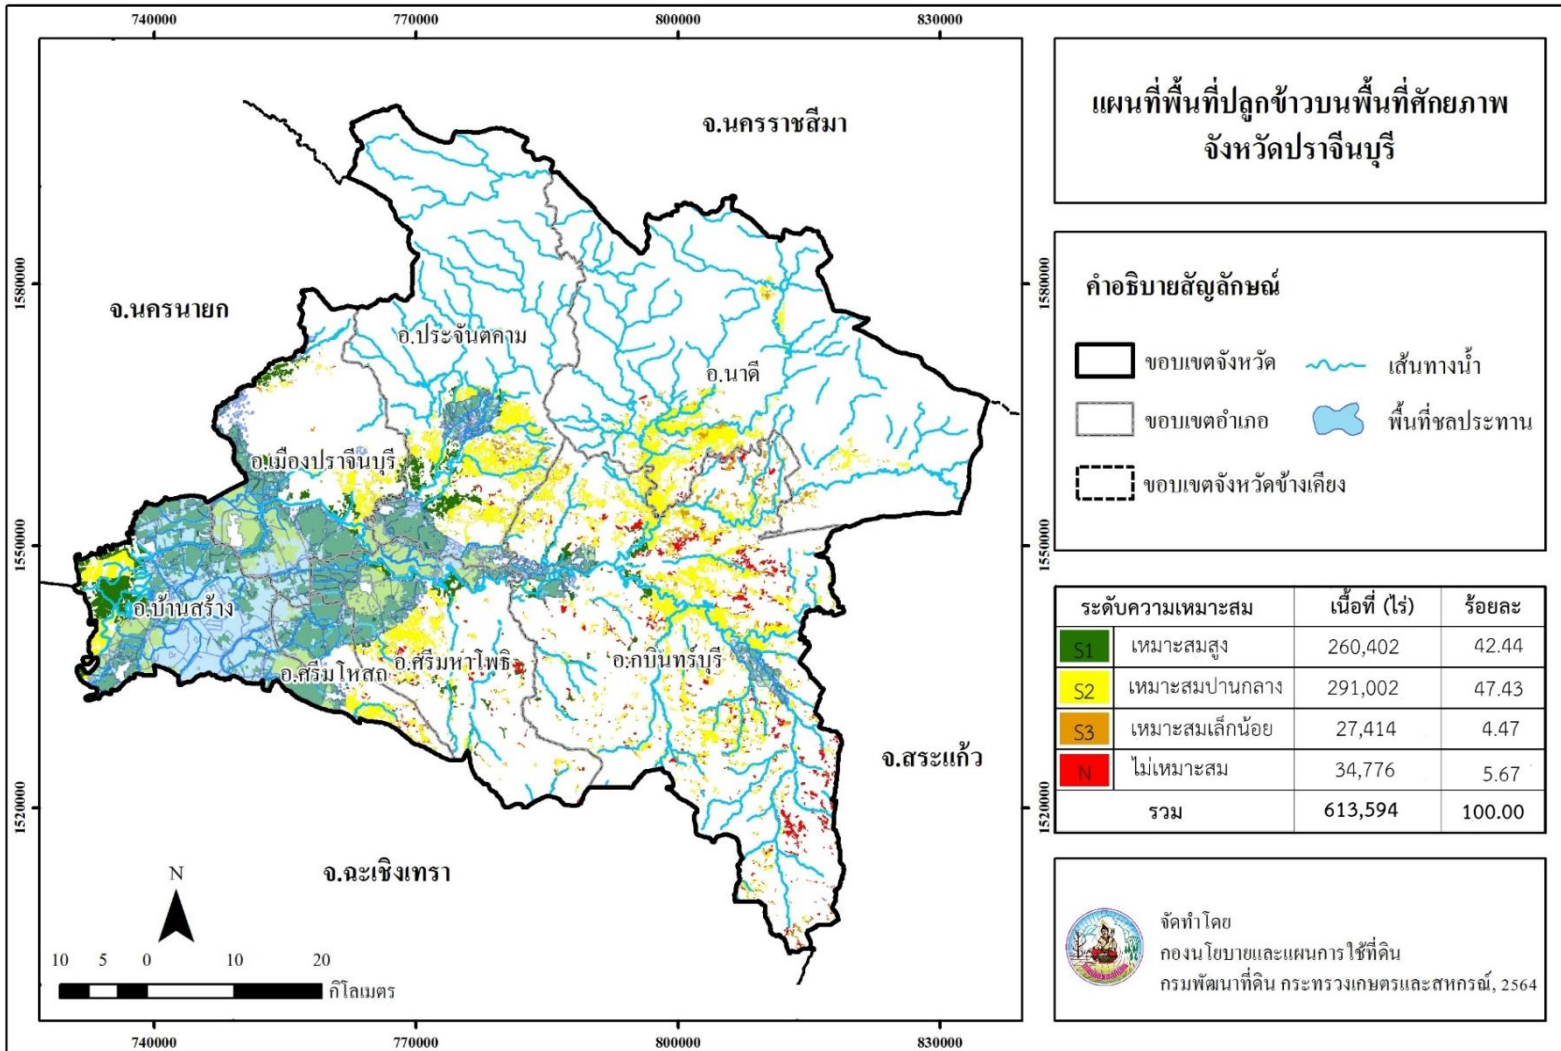 740000 770000 800000 830000
แผนที่พื้นที่ปลูกข้าวบนพื้นที่ศักยภาพ
จังหวัดปราจีนบุรี
จ.นครราชสีมา
1580000 1580000
จ.นครนายก
อ.ประจันตคาม
อ.นาดี
อ.เมืองปราจีนบุรี
1550000 1550000
อ.บ้านสร้าง
อ.ศรีมโหสถ
อ.ศรีมหาโพธิ
อ.กบินทร์บุรี
จ.สระแก้ว
1520000 1520000
จ.ฉะเชิงเทรา
N
10 5 0 10 20
กิโลเมตร
740000 770000 800000 830000
คำอธิบายสัญลักษณ์
ขอบเขตจังหวัด เส้นทางน้ำ
ขอบเขตอำเภอ พื้นที่ชลประทาน
ขอบเขตจังหวัดข้างเคียง
ระดับความเหมาะสม เนื้อที่ (ไร่) ร้อยละ
S1 เหมาะสมสูง 260,402 42.44
S2 เหมาะสมปานกลาง 291,002 47.43
S3 เหมาะสมเล็กน้อย 27,414 4.47
N ไม่เหมาะสม 34,776 5.67
รวม 613,594 100.00
จัดทำโดย
กองนโยบายและแผนการใช้ที่ดิน
กรมพัฒนาที่ดิน กระทรวงเกษตรและสหกรณ์, 2564